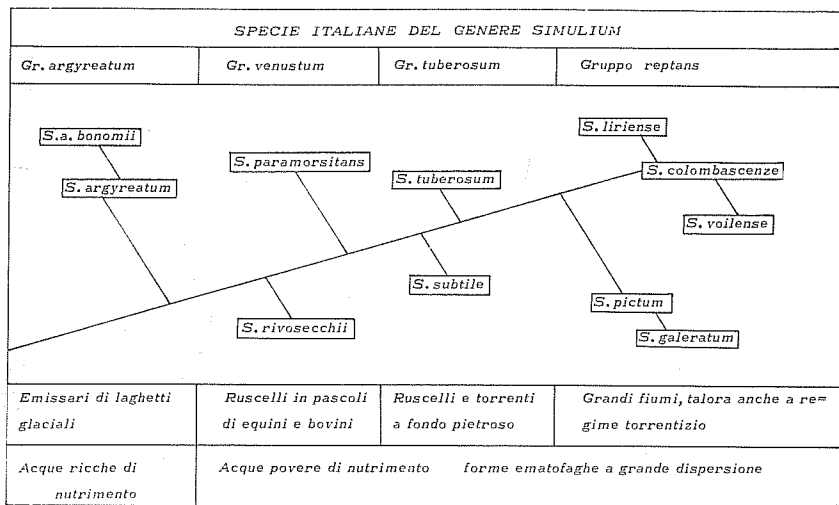 SPECIE ITALIANE DEL GENERE SIMULIUM
Gr. argyreatum
Gr. venustum
Gr. tuberosum
Gruppo reptans
S.a. bonomii
S. argyreatum
S. paramorsitans
S. rivosecchii
S. tuberosum
S. subtile
S. liriense
S. colombascenze
S. voilense
S. pictum
S. galeratum
Emissari di laghetti
glaciali
Ruscelli in pascoli
di equini e bovini
Ruscelli e torrenti
a fondo pietroso
Grandi fiumi, talora anche a re=
gime torrentizio
Acque ricche di
nutrimento
Acque povere di nutrimento forme ematofaghe a grande dispersione